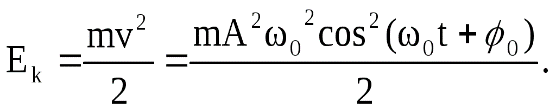 E_k = mv²/2 = mA²ω₀²cos²(ω₀t + ϕ₀)/2.